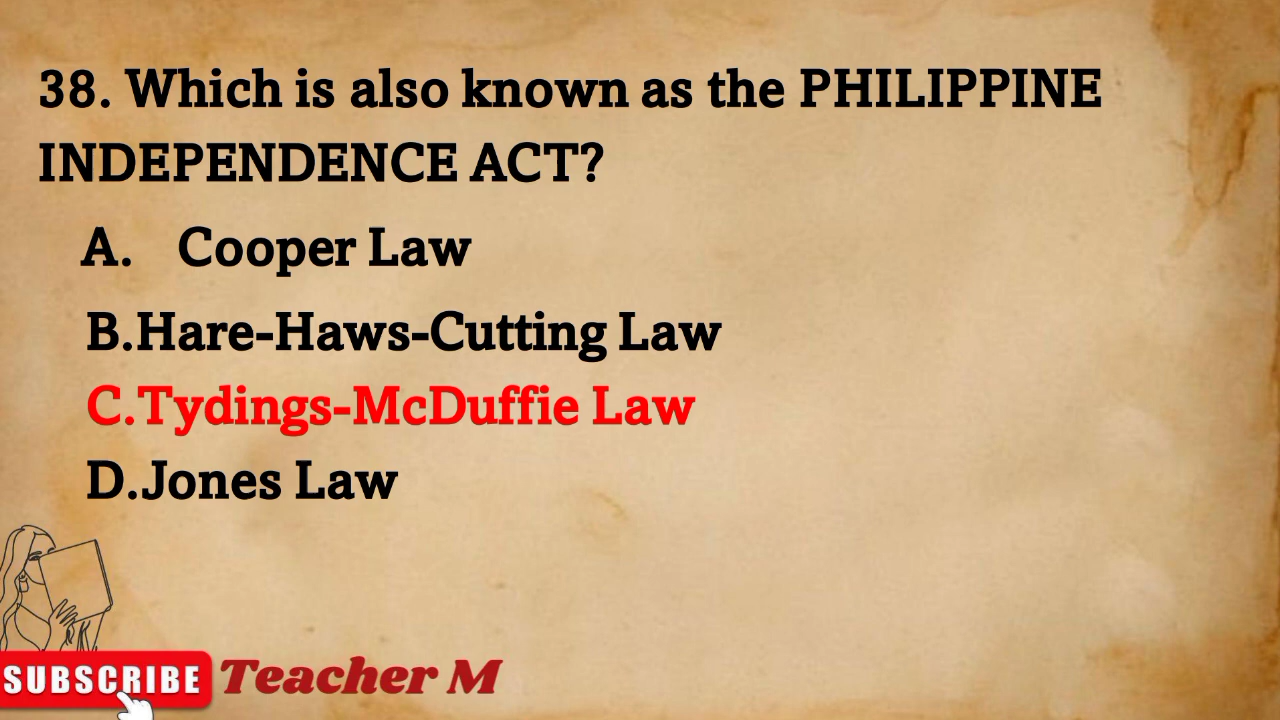 38. Which is also known as the PHILIPPINE
INDEPENDENCE ACT?
A. Cooper Law
B.Hare-Haws-Cutting Law
C.Tydings-McDuffie Law
D.Jones Law
SUBSCRIBE Teacher M